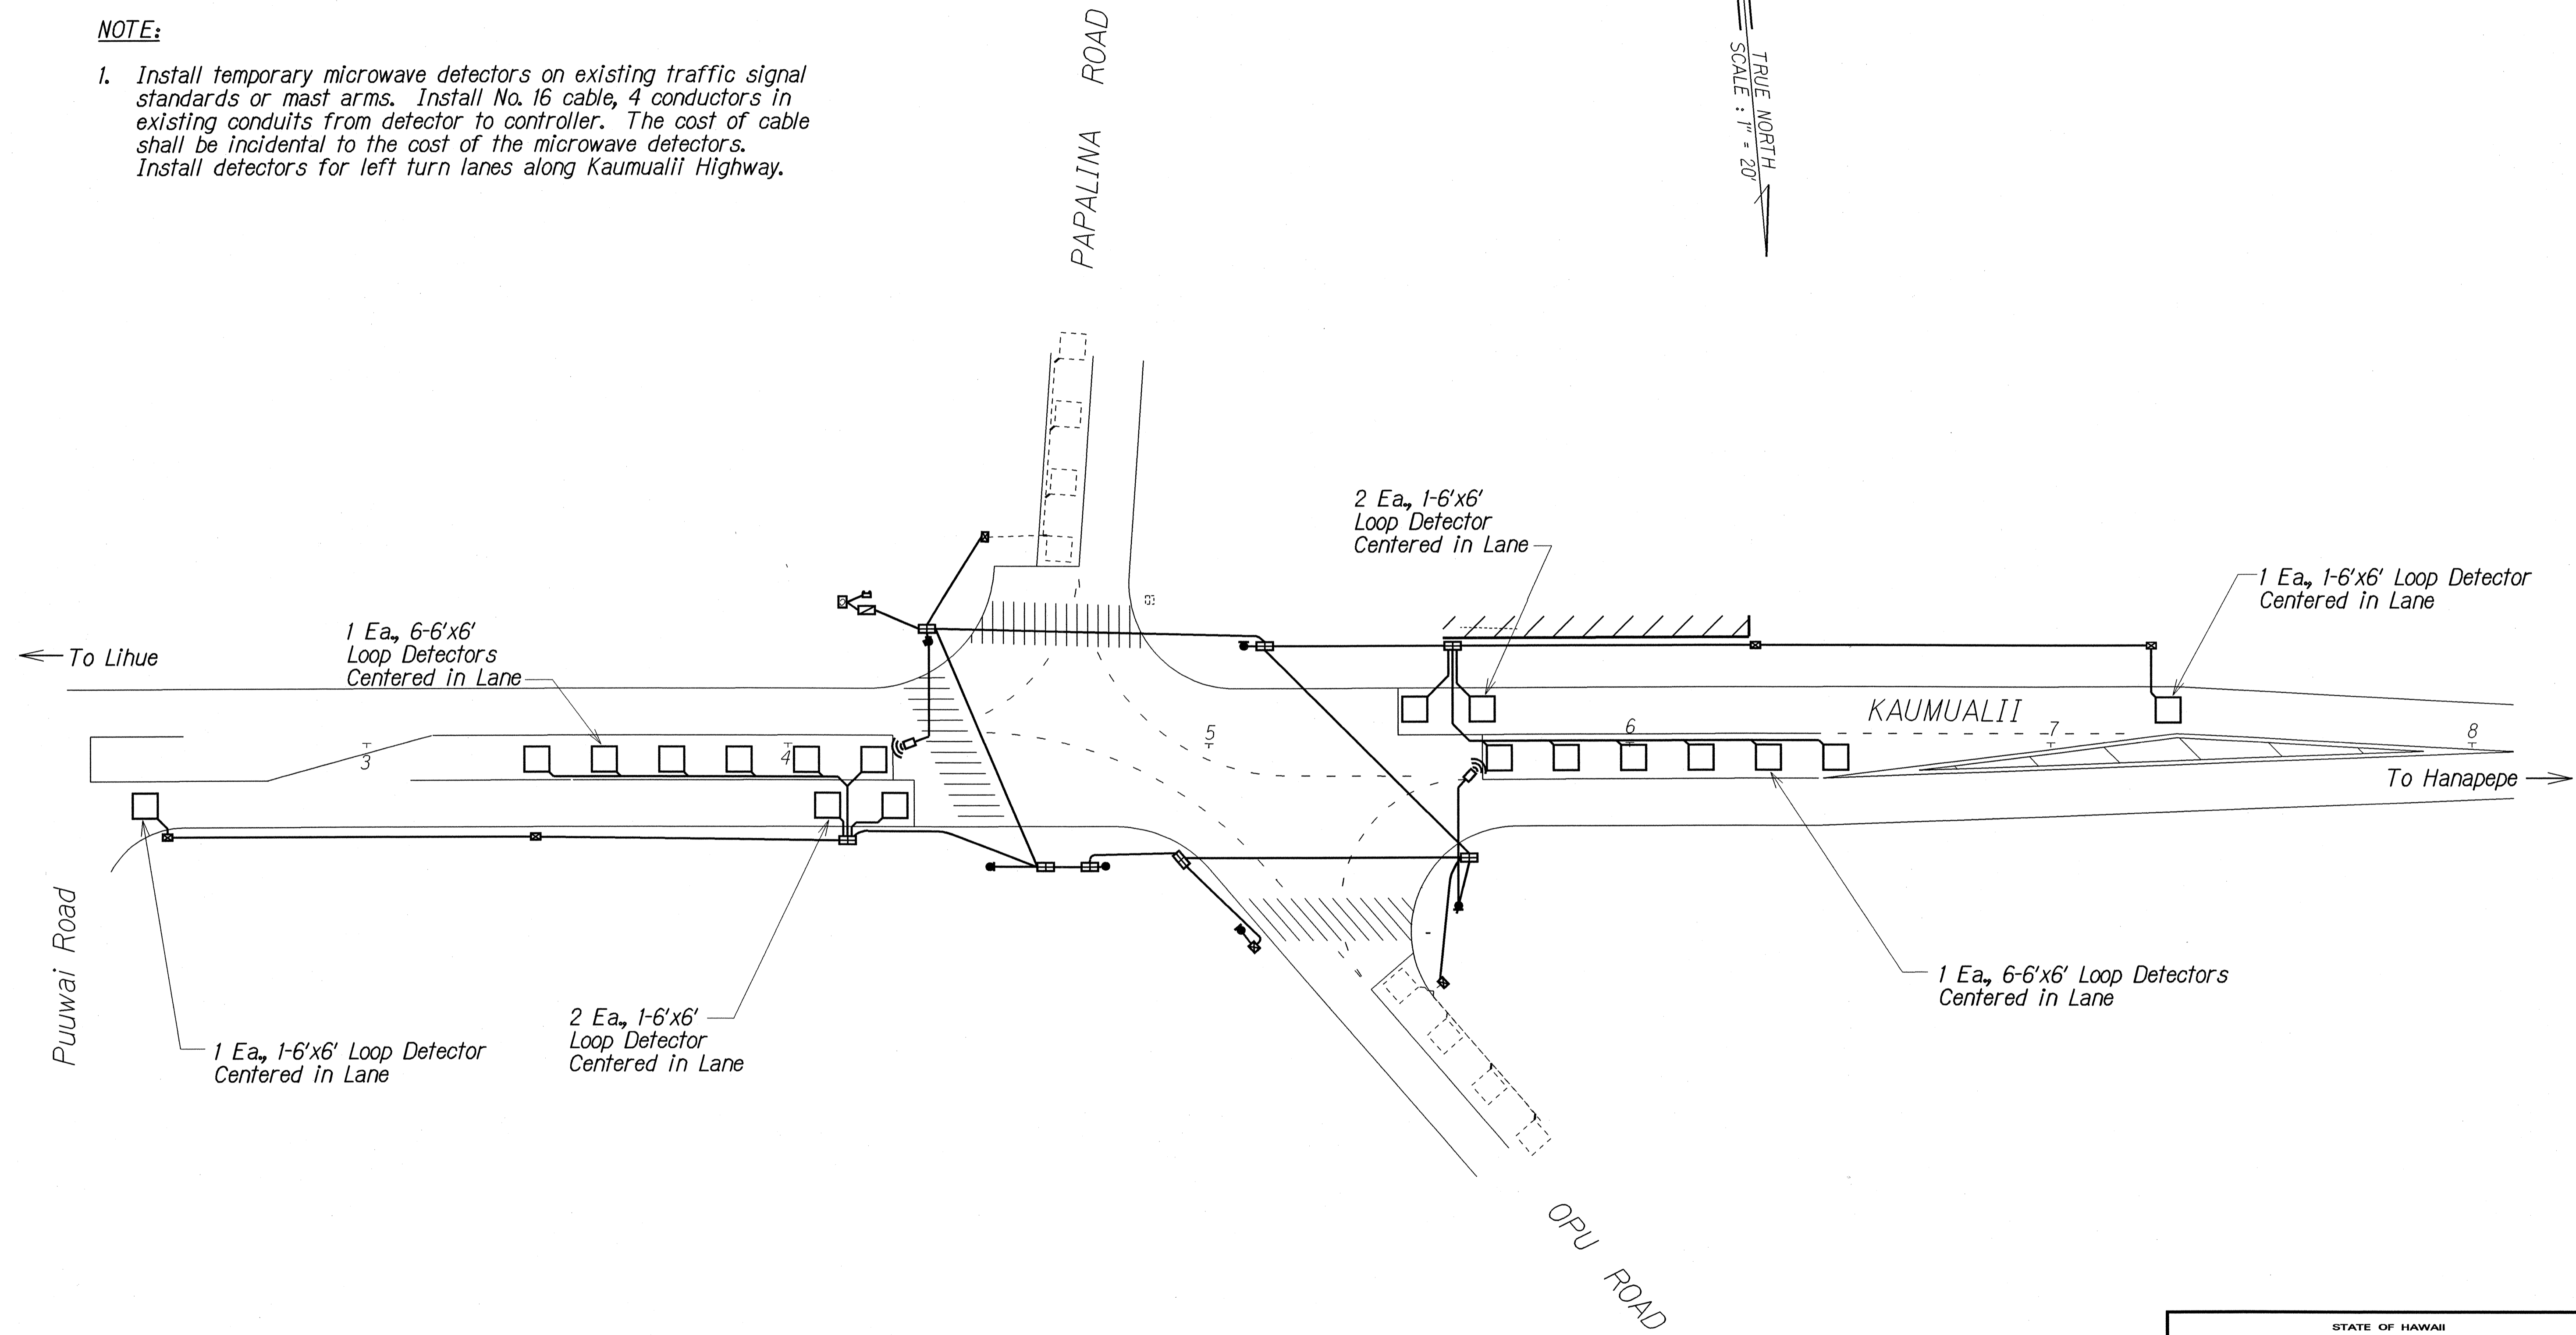 NOTE:
1. Install temporary microwave detectors on existing traffic signal
standards or mast arms. Install No. 16 cable, 4 conductors in
existing conduits from detector to controller. The cost of cable
shall be incidental to the cost of the microwave detectors.
Install detectors for left turn lanes along Kaumualii Highway.
PAPALINA ROAD
TRUE NORTH
SCALE : 1" = 20'
2 Ea., 1-6'x6'
Loop Detector
Centered in Lane
1 Ea., 1-6'x6' Loop Detector
Centered in Lane
1 Ea., 6-6'x6'
Loop Detectors
Centered in Lane
To Lihue
KAUMUALII
3
4
5
6
7
8
To Hanapepe
Puuwai Road
1 Ea., 1-6'x6' Loop Detector
Centered in Lane
2 Ea., 1-6'x6'
Loop Detector
Centered in Lane
1 Ea., 6-6'x6' Loop Detectors
Centered in Lane
OPU ROAD
STATE OF HAWAII